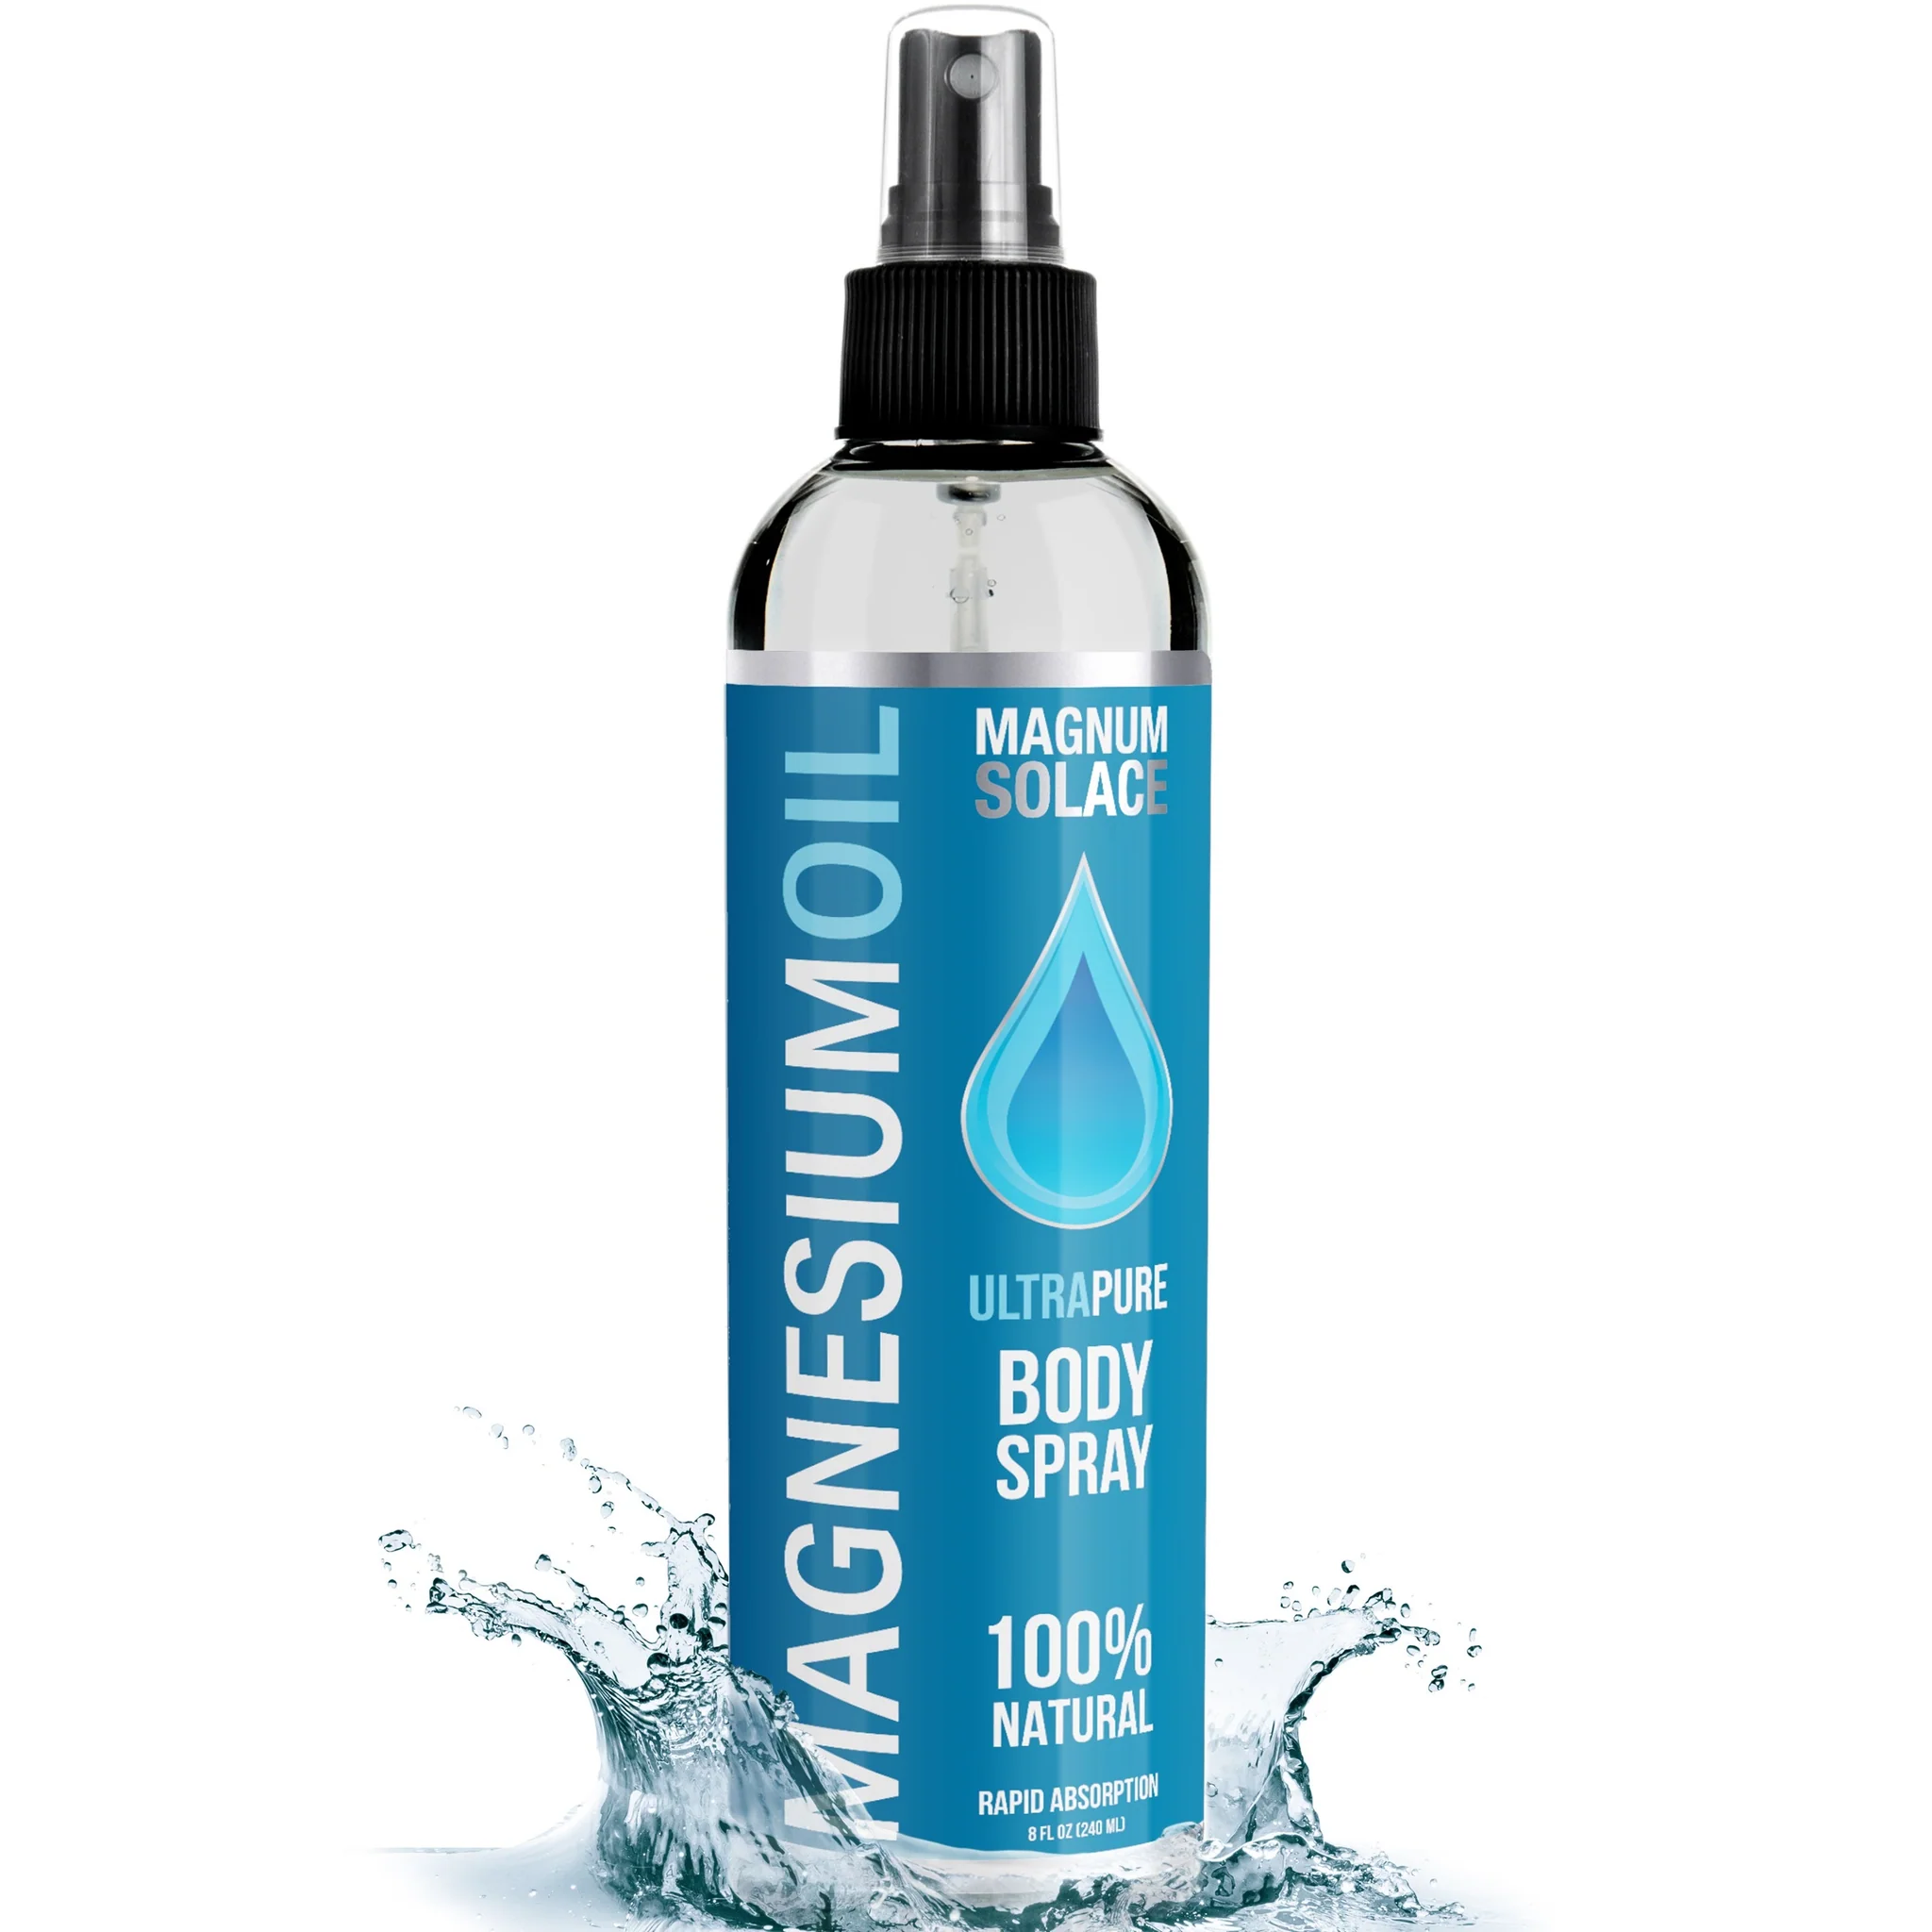 MAGNESIUMOIL
MAGNUM
SOLACE
ULTRAPURE
BODY
SPRAY
100%
NATURAL
RAPID ABSORPTION
8 FL OZ (240 ML)